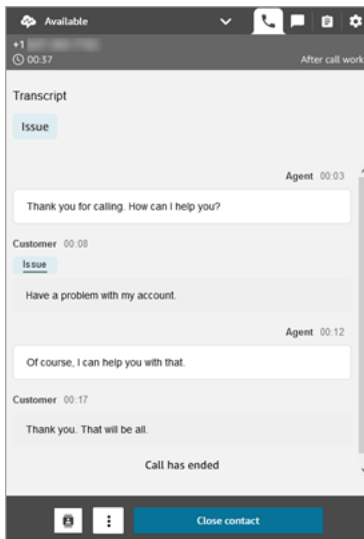 Available
+1
00:37 After call work
Transcript
Issue
Agent 00:03
Thank you for calling. How can I help you?
Customer 00:08
Issue
Have a problem with my account.
Agent 00:12
Of course, I can help you with that.
Customer 00:17
Thank you. That will be all.
Call has ended
Close contact